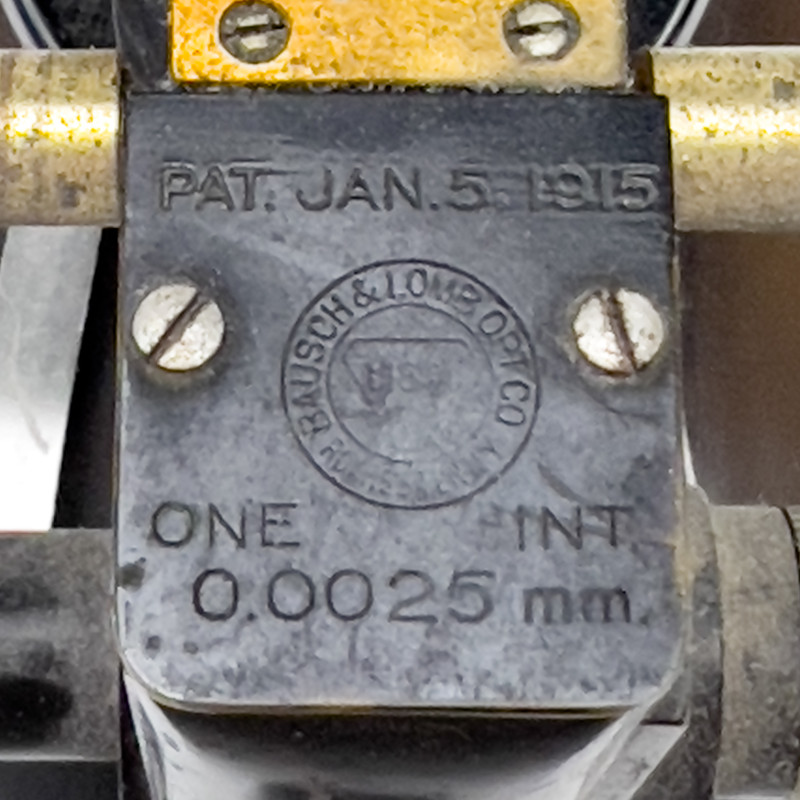 PAT. JAN. 5. 1915
BAUSCH & LOMB OPT CO
ONE INT.
0.0025 mm.